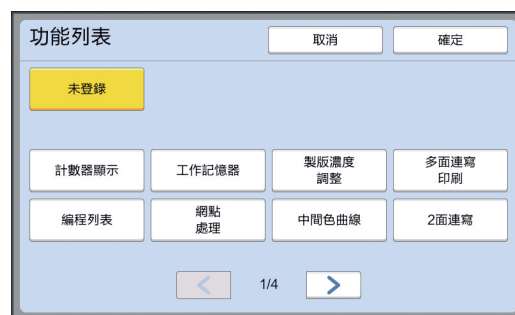 功能列表
取消
確定
未登錄
計數器顯示
工作記憶器
製版濃度
調整
多面連寫
印刷
編程列表
網點
處理
中間色曲線
2面連寫
1/4